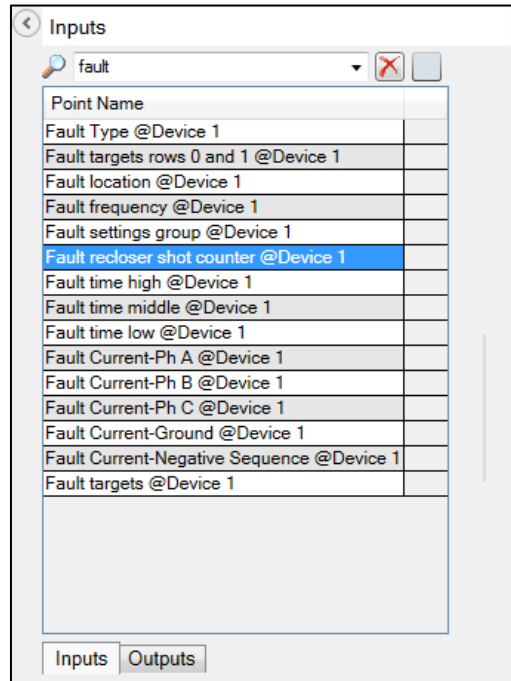 Inputs
fault
Point Name
Fault Type @Device 1
Fault targets rows 0 and 1 @Device 1
Fault location @Device 1
Fault frequency @Device 1
Fault settings group @Device 1
Fault recloser shot counter @Device 1
Fault time high @Device 1
Fault time middle @Device 1
Fault time low @Device 1
Fault Current-Ph A @Device 1
Fault Current-Ph B @Device 1
Fault Current-Ph C @Device 1
Fault Current-Ground @Device 1
Fault Current-Negative Sequence @Device 1
Fault targets @Device 1
Inputs Outputs